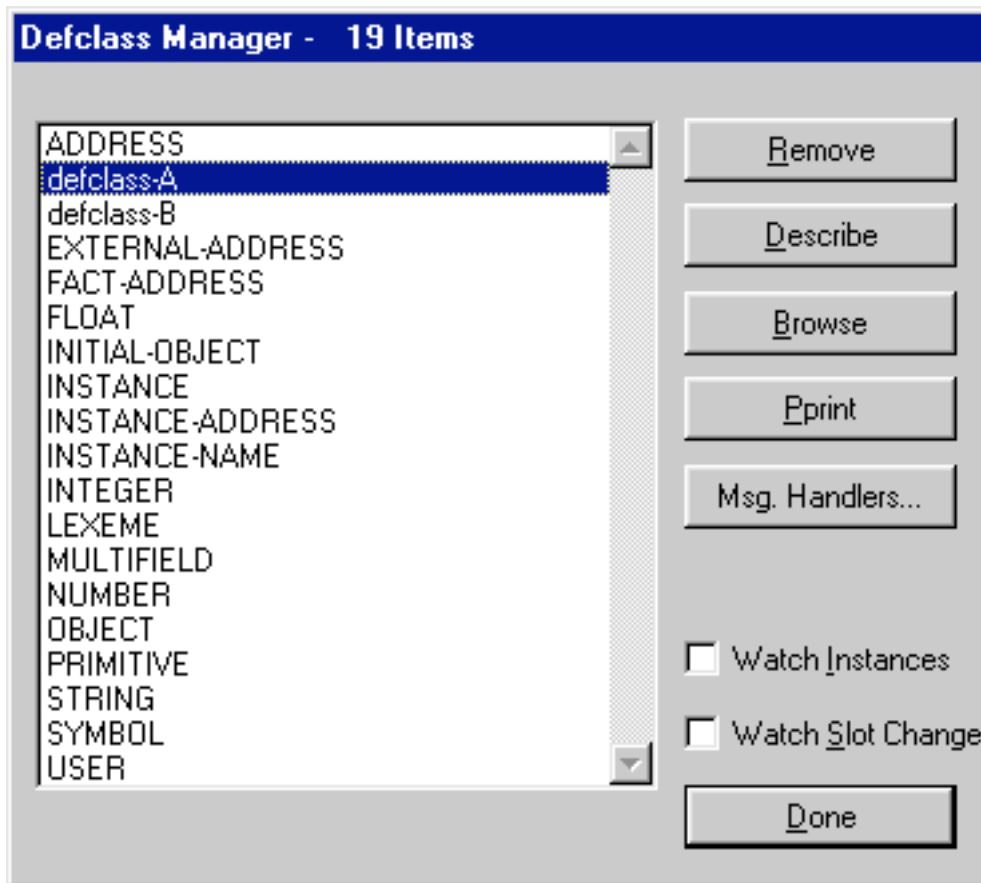 Defclass Manager -   19 Items
ADDRESS
defclass-A
defclass-B
EXTERNAL-ADDRESS
FACT-ADDRESS
FLOAT
INITIAL-OBJECT
INSTANCE
INSTANCE-ADDRESS
INSTANCE-NAME
INTEGER
LEXEME
MULTIFIELD
NUMBER
OBJECT
PRIMITIVE
STRING
SYMBOL
USER
Remove
Describe
Browse
Pprint
Msg. Handlers...
Watch Instances
Watch Slot Change
Done